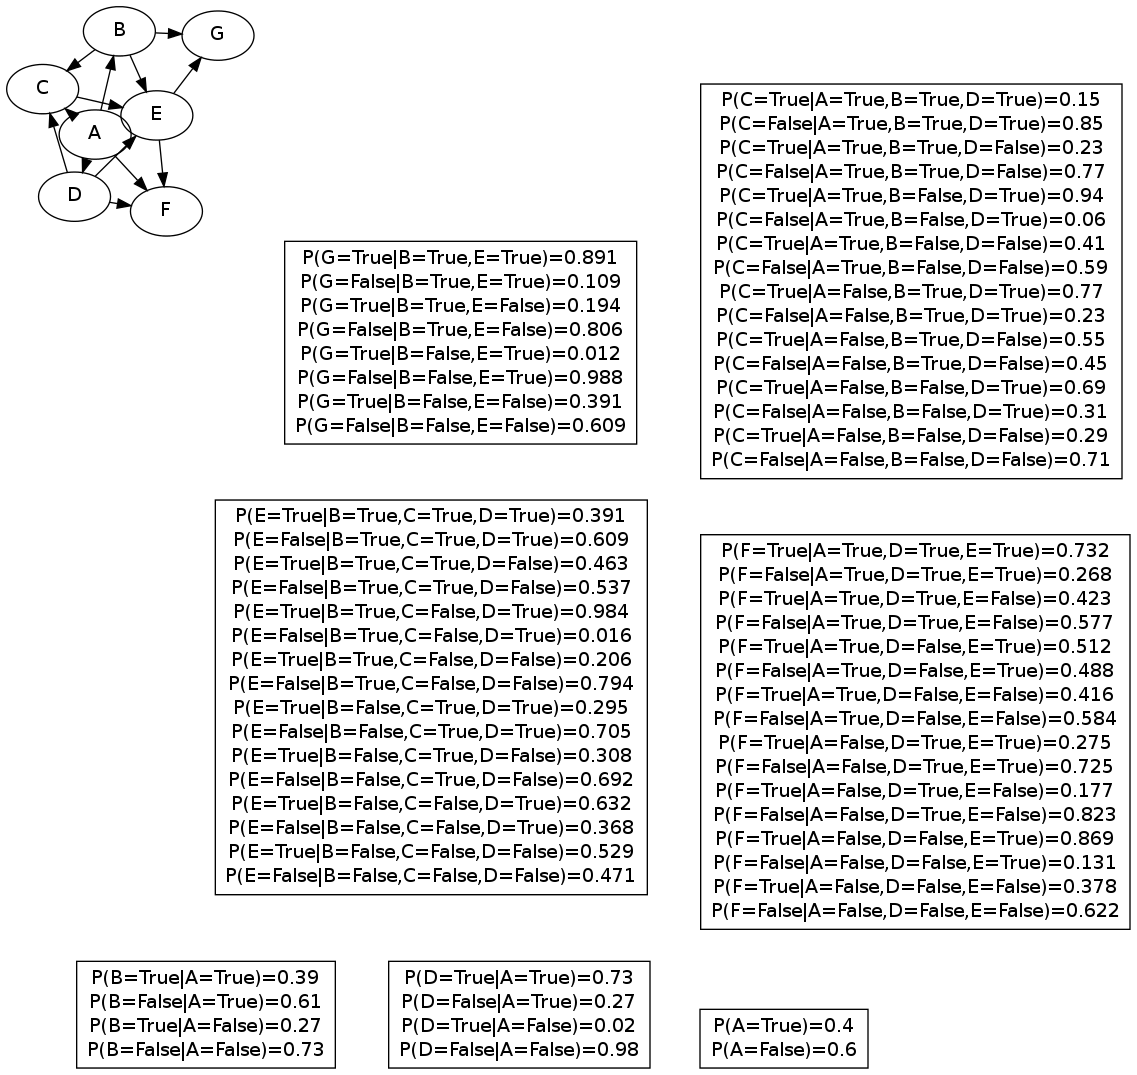 B
G
C
E
A
D
F
P(C=True|A=True,B=True,D=True)=0.15
P(C=False|A=True,B=True,D=True)=0.85
P(C=True|A=True,B=True,D=False)=0.23
P(C=False|A=True,B=True,D=False)=0.77
P(C=True|A=True,B=False,D=True)=0.94
P(C=False|A=True,B=False,D=True)=0.06
P(C=True|A=True,B=False,D=False)=0.41
P(C=False|A=True,B=False,D=False)=0.59
P(C=True|A=False,B=True,D=True)=0.77
P(C=False|A=False,B=True,D=True)=0.23
P(C=True|A=False,B=True,D=False)=0.55
P(C=False|A=False,B=True,D=False)=0.45
P(C=True|A=False,B=False,D=True)=0.69
P(C=False|A=False,B=False,D=True)=0.31
P(C=True|A=False,B=False,D=False)=0.29
P(C=False|A=False,B=False,D=False)=0.71
P(G=True|B=True,E=True)=0.891
P(G=False|B=True,E=True)=0.109
P(G=True|B=True,E=False)=0.194
P(G=False|B=True,E=False)=0.806
P(G=True|B=False,E=True)=0.012
P(G=False|B=False,E=True)=0.988
P(G=True|B=False,E=False)=0.391
P(G=False|B=False,E=False)=0.609
P(E=True|B=True,C=True,D=True)=0.391
P(E=False|B=True,C=True,D=True)=0.609
P(E=True|B=True,C=True,D=False)=0.463
P(E=False|B=True,C=True,D=False)=0.537
P(E=True|B=True,C=False,D=True)=0.984
P(E=False|B=True,C=False,D=True)=0.016
P(E=True|B=True,C=False,D=False)=0.206
P(E=False|B=True,C=False,D=False)=0.794
P(E=True|B=False,C=True,D=True)=0.295
P(E=False|B=False,C=True,D=True)=0.705
P(E=True|B=False,C=True,D=False)=0.308
P(E=False|B=False,C=True,D=False)=0.692
P(E=True|B=False,C=False,D=True)=0.632
P(E=False|B=False,C=False,D=True)=0.368
P(E=True|B=False,C=False,D=False)=0.529
P(E=False|B=False,C=False,D=False)=0.471
P(F=True|A=True,D=True,E=True)=0.732
P(F=False|A=True,D=True,E=True)=0.268
P(F=True|A=True,D=True,E=False)=0.423
P(F=False|A=True,D=True,E=False)=0.577
P(F=True|A=True,D=False,E=True)=0.512
P(F=False|A=True,D=False,E=True)=0.488
P(F=True|A=True,D=False,E=False)=0.416
P(F=False|A=True,D=False,E=False)=0.584
P(F=True|A=False,D=True,E=True)=0.275
P(F=False|A=False,D=True,E=True)=0.725
P(F=True|A=False,D=True,E=False)=0.177
P(F=False|A=False,D=True,E=False)=0.823
P(F=True|A=False,D=False,E=True)=0.869
P(F=False|A=False,D=False,E=True)=0.131
P(F=True|A=False,D=False,E=False)=0.378
P(F=False|A=False,D=False,E=False)=0.622
P(B=True|A=True)=0.39
P(B=False|A=True)=0.61
P(B=True|A=False)=0.27
P(B=False|A=False)=0.73
P(D=True|A=True)=0.73
P(D=False|A=True)=0.27
P(D=True|A=False)=0.02
P(D=False|A=False)=0.98
P(A=True)=0.4
P(A=False)=0.6